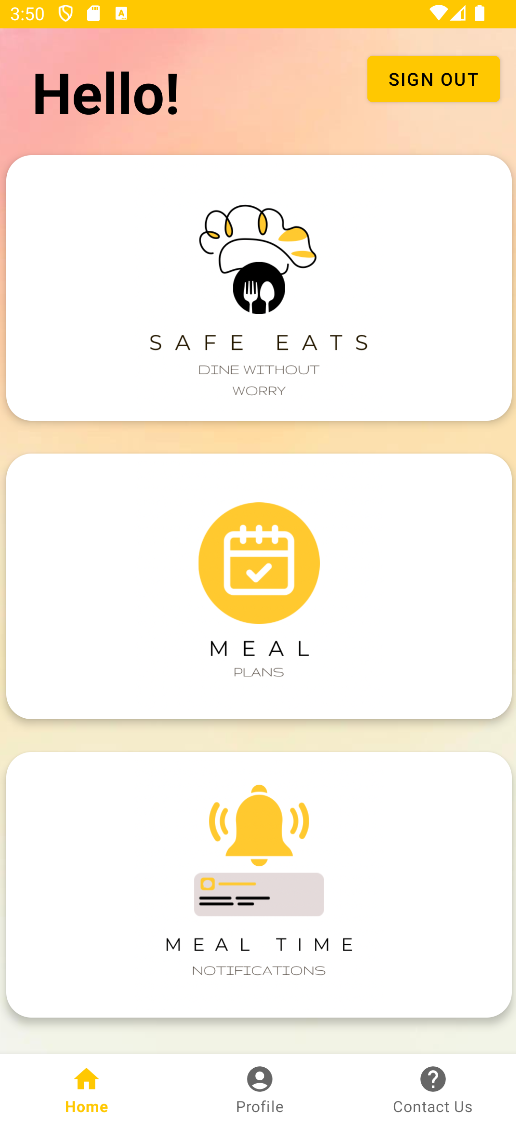 3:50
Hello!
SIGN OUT
SAFE EATS
DINE WITHOUT
WORRY
MEAL
PLANS
MEAL TIME
NOTIFICATIONS
Home
Profile
Contact Us